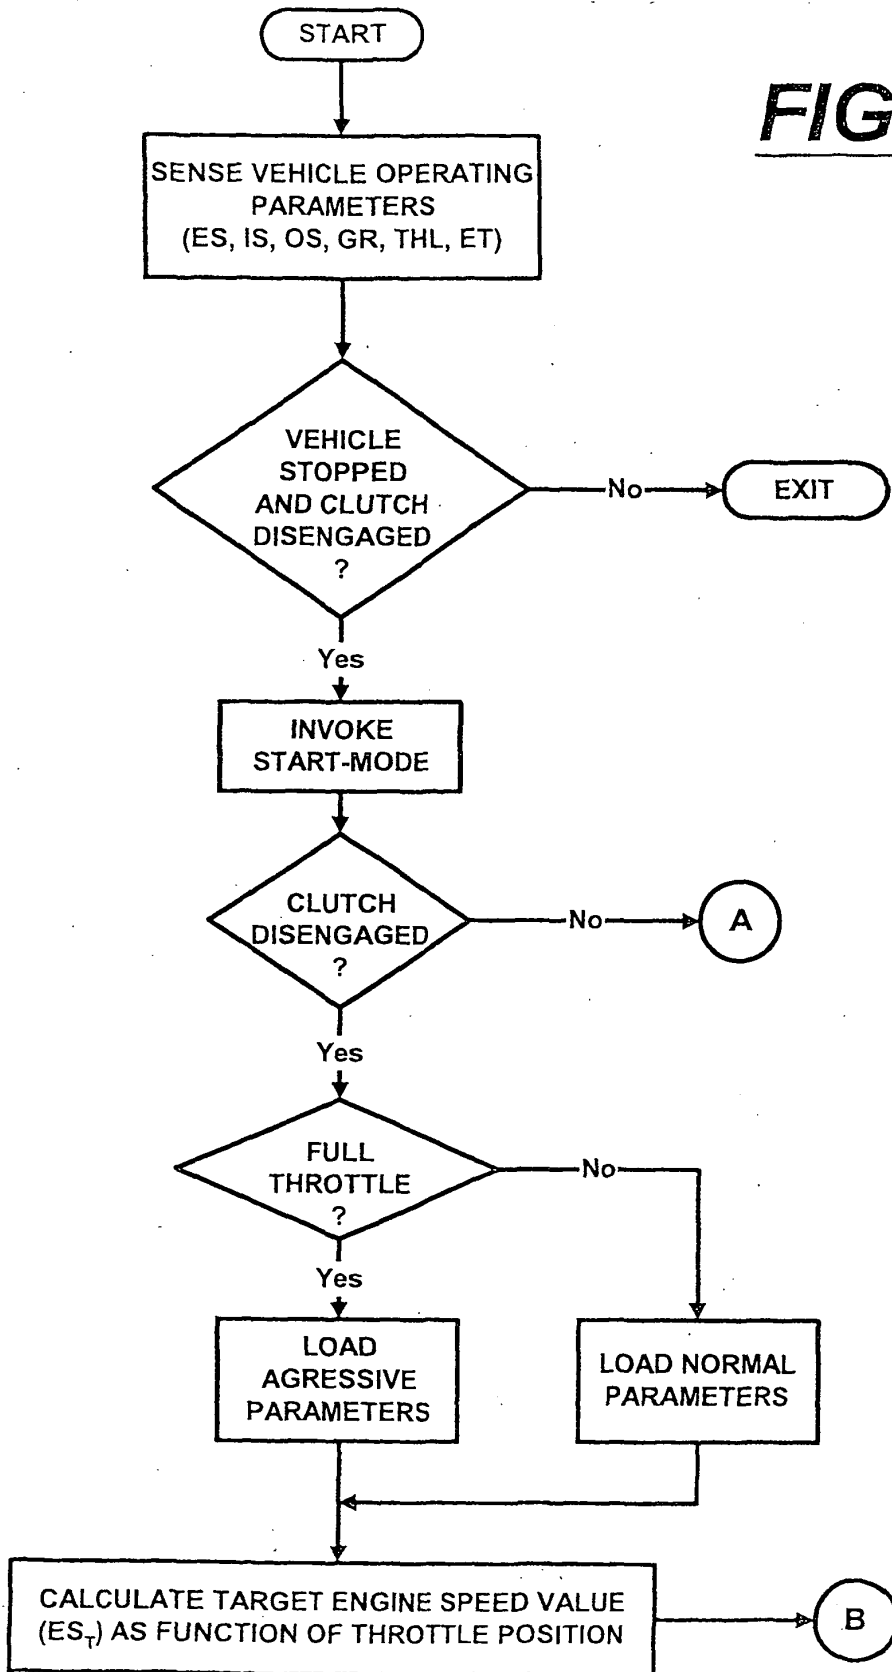 START
FIG
SENSE VEHICLE OPERATING
PARAMETERS
(ES, IS, OS, GR, THL, ET)
VEHICLE
STOPPED
AND CLUTCH
DISENGAGED
?
No
EXIT
Yes
INVOKE
START-MODE
CLUTCH
DISENGAGED
?
No
A
Yes
FULL
THROTTLE
?
No
Yes
LOAD
AGRESSIVE
PARAMETERS
LOAD NORMAL
PARAMETERS
CALCULATE TARGET ENGINE SPEED VALUE
(ES_T) AS FUNCTION OF THROTTLE POSITION
B